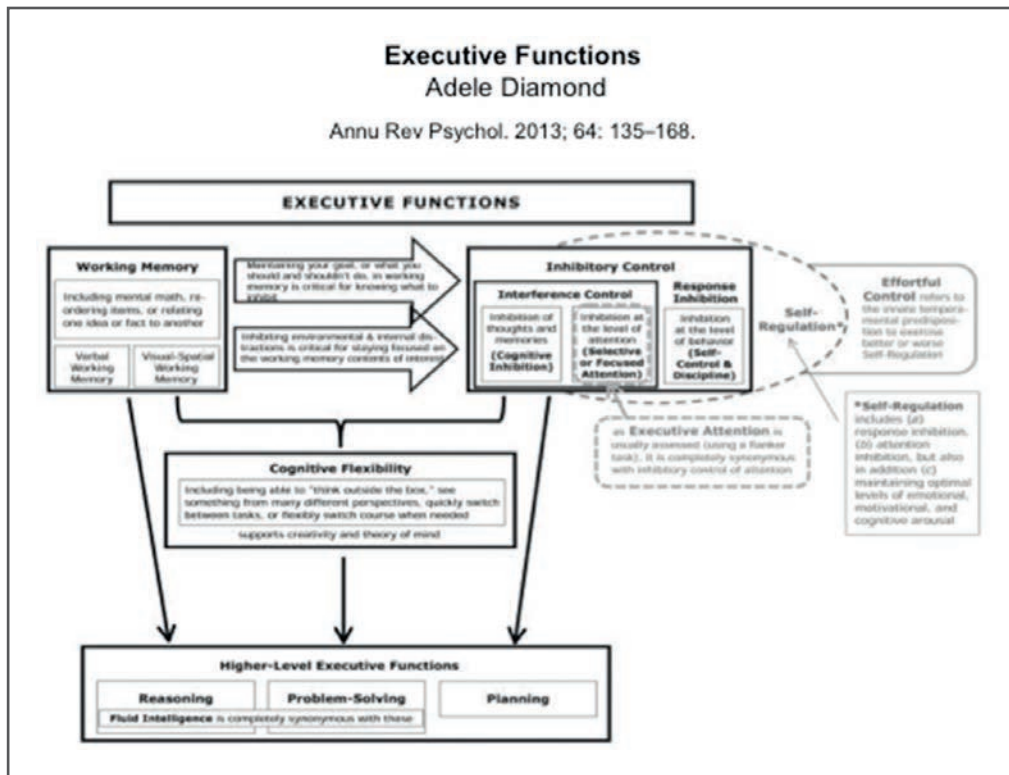 Executive Functions
Adele Diamond
Annu Rev Psychol. 2013; 64: 135–168.
EXECUTIVE FUNCTIONS
Working Memory
Including mental math, re-
ordering items, or relating
one idea or fact to another
Verbal
Working
Memory
Visual-Spatial
Working
Memory
Maintaining your goal, or what you
should and shouldn't do, in working
memory is critical for knowing what to
inhibit
Inhibiting environmental & internal dis-
tractions is critical for staying focused on
the working memory contents of interest
Inhibitory Control
Interference Control
Inhibition of
thoughts and
memories
(Cognitive
Inhibition)
Inhibition at
the level of
attention
(Selective
or Focused
Attention)
Response
Inhibition
Inhibition
at the level
of behavior
(Self-
Control &
Discipline)
Self-
Regulation*
Effortful
Control refers to
the innate tempera-
mental predisposi-
tion to exercise
better or worse
Self-Regulation
as Executive Attention is
usually assessed (using a flanker
task), it is completely synonymous
with inhibitory control of attention
*Self-Regulation
includes (a)
response inhibition,
(b) attention
inhibition, but also
in addition (c)
maintaining optimal
levels of emotional,
motivational, and
cognitive arousal
Cognitive Flexibility
Including being able to "think outside the box," see
something from many different perspectives, quickly switch
between tasks, or flexibly switch course when needed
supports creativity and theory of mind
Higher-Level Executive Functions
Reasoning
Problem-Solving
Planning
Fluid Intelligence is completely synonymous with these